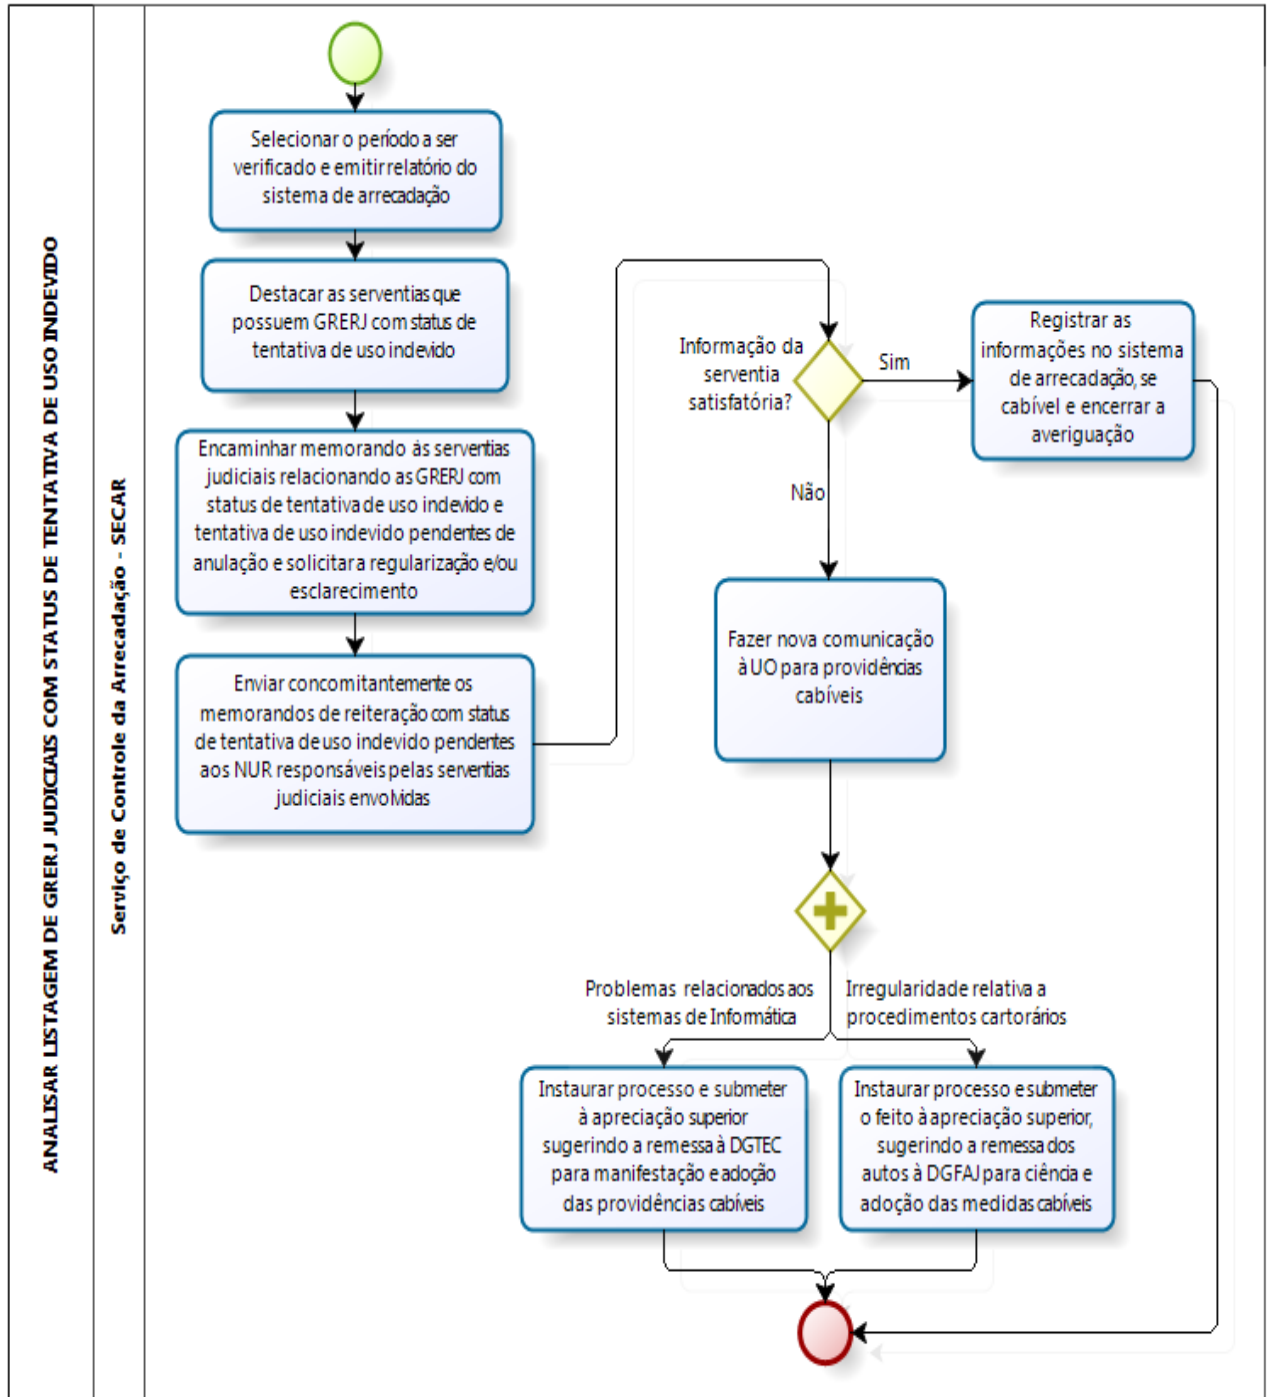 ANALISAR LISTAGEM DE GRERJ JUDICIAIS COM STATUS DE TENTATIVA DE USO INDEVIDO
Serviço de Controle da Arrecadação - SECAR
Selecionar o período a ser
verificado e emitir relatório do
sistema de arrecadação
Destacar as serventias que
possuem GRERJ com status de
tentativa de uso indevido
Encaminhar memorando às serventias
judiciais relacionando as GRERJ com
status de tentativa de uso indevido e
tentativa de uso indevido pendentes de
anulação e solicitar a regularização e/ou
esclarecimento
Enviar concomitantemente os
memorandos de reiteração com status
de tentativa de uso indevido pendentes
aos NUR responsáveis pelas serventias
judiciais envolvidas
Informação da
serventia
satisfatória?
Sim
Registrar as
informações no sistema
de arrecadação, se
cabível e encerrar a
averiguação
Não
Fazer nova comunicação
à UO para providências
cabíveis
Problemas relacionados aos
sistemas de Informática
Irregularidade relativa a
procedimentos cartorários
Instaurar processo e submeter
à apreciação superior
sugerindo a remessa à DGTEC
para manifestação e adoção
das providências cabíveis
Instaurar processo e submeter
o feito à apreciação superior,
sugerindo a remessa dos
autos à DGFAJ para ciência e
adoção das medidas cabíveis